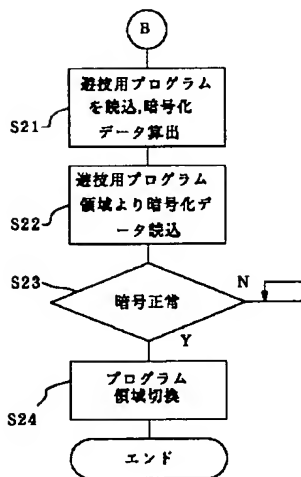 B
S21
遊技用プログラム
を読込,暗号化
データ算出
S22
遊技用プログラム
領域より暗号化デ
ータ読込
S23
暗号正常
N
Y
S24
プログラム
領域切換
エンド